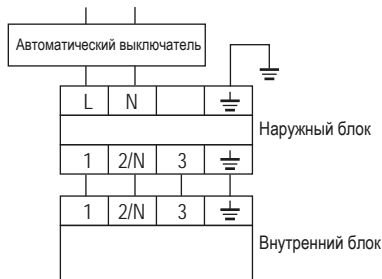 Автоматический выключатель
L N
Наружный блок
1 2/N 3
1 2/N 3
Внутренний блок